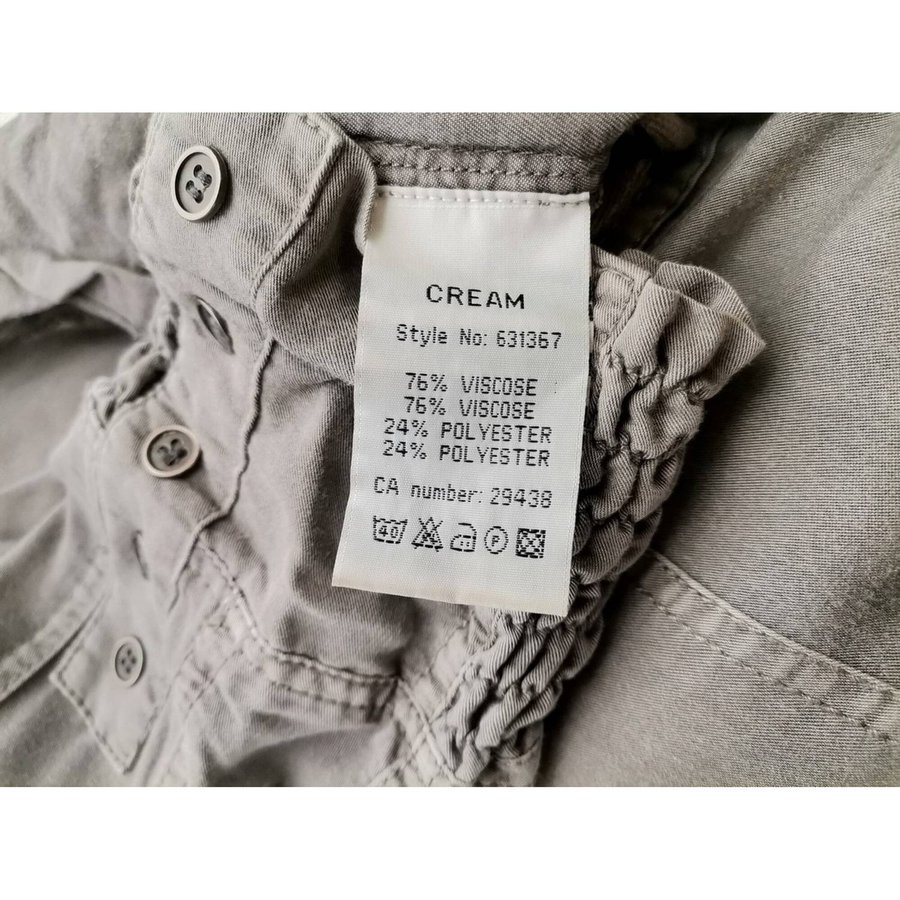 CREAM
Style No: 631367
76% VISCOSE
76% VISCOSE
24% POLYESTER
24% POLYESTER
CA number: 29438
40 P